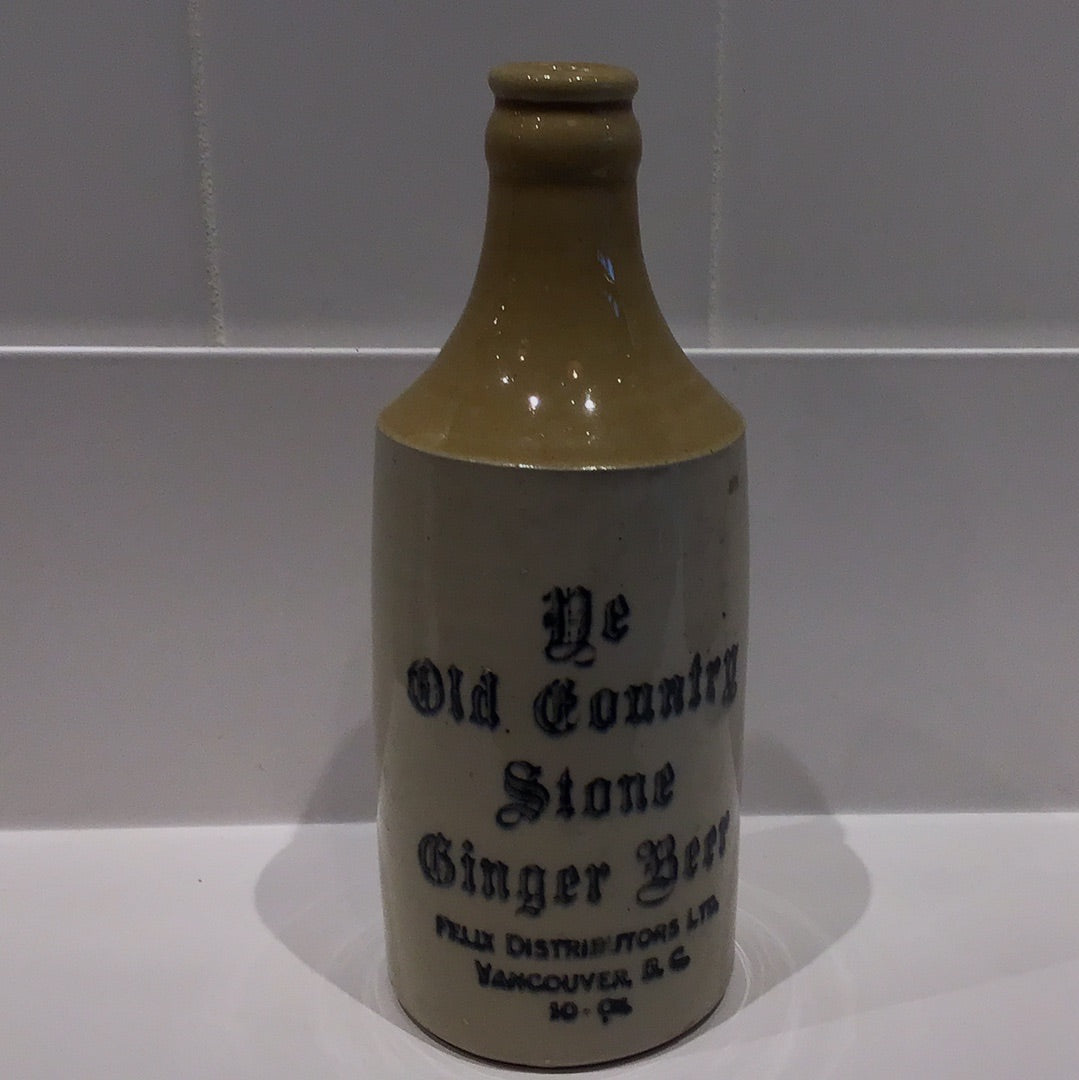 Ye
Old Country
Stone
Ginger Beer
FELIX DISTRIBUTORS LTD.
VANCOUVER, B. C.
10 - OZ.